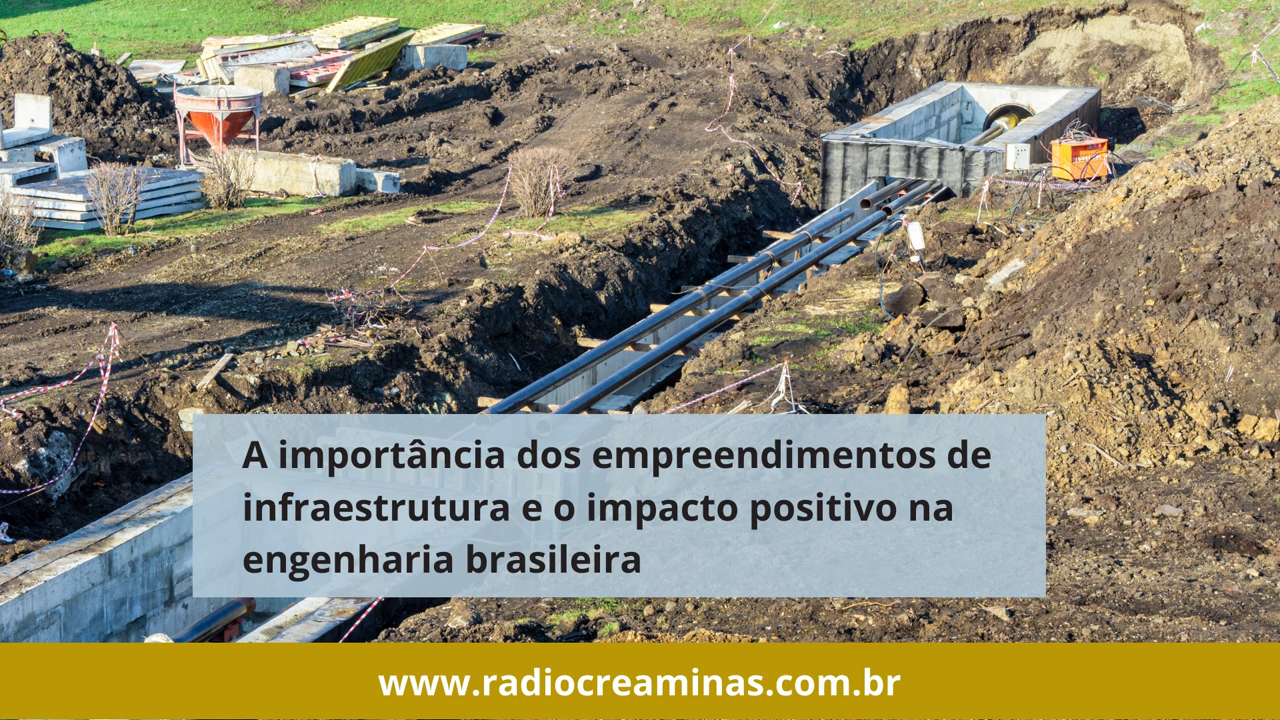 A importância dos empreendimentos de
infraestrutura e o impacto positivo na
engenharia brasileira
www.radiocreaminas.com.br